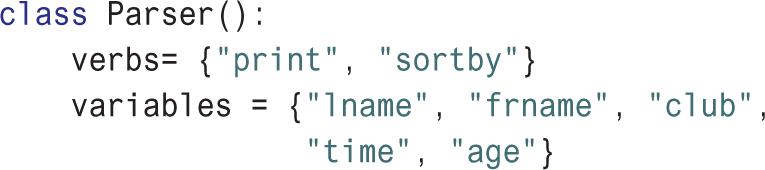 class Parser():
    verbs= {"print", "sortby"}
    variables = {"lname", "frname", "club",
                 "time", "age"}